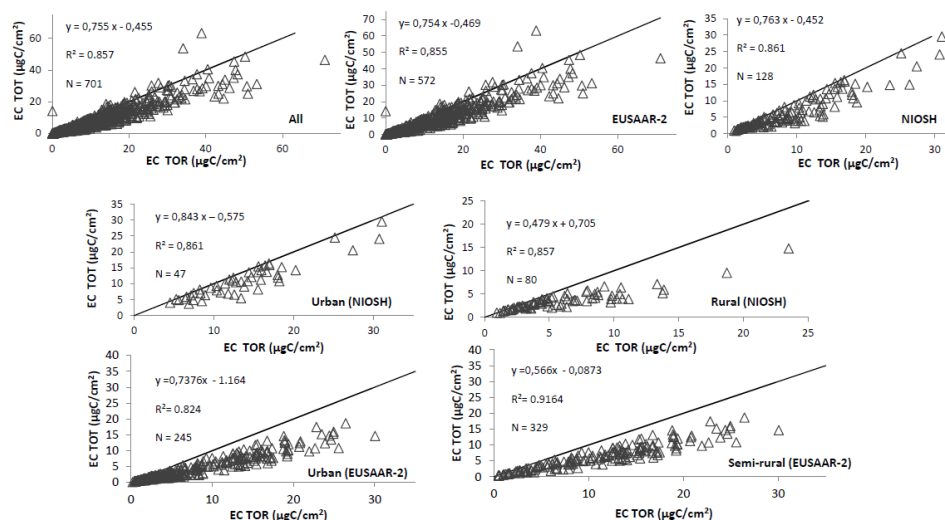 EC TOT (µgC/cm²)
60
40
20
0
y = 0,755 x - 0,455
R² = 0.857
N = 701
All
0 20 40 60
EC TOR (µgC/cm²)
EC TOT (µgC/cm²)
70
60
50
40
30
20
10
0
y = 0,754 x -0,469
R² = 0,855
N = 572
EUSAAR-2
0 20 40 60
EC TOR (µgC/cm²)
EC TOT (µgC/cm²)
35
30
25
20
15
10
5
0
y = 0,763 x - 0,452
R² = 0.861
N = 128
NIOSH
0 10 20 30
EC TOR (µgC/cm²)
EC TOT (µgC/cm²)
35
30
25
20
15
10
5
0
y = 0,843 x – 0,575
R² = 0,861
N = 47
Urban (NIOSH)
0 10 20 30
EC TOR (µgC/cm²)
EC TOT (µgC/cm²)
25
20
15
10
5
0
y = 0,479 x + 0,705
R² = 0,857
N = 80
Rural (NIOSH)
0 5 10 15 20 25
EC TOR (µgC/cm²)
EC TOT (µgC/cm²)
40
35
30
25
20
15
10
5
0
y =0,7376x - 1.164
R²= 0.824
N = 245
Urban (EUSAAR-2)
0 10 20 30
EC TOR (µgC/cm²)
EC TOT (µgC/cm²)
40
35
30
25
20
15
10
5
0
y =0,566x - 0,0873
R²= 0.9164
N = 329
Semi-rural (EUSAAR-2)
0 10 20 30
EC TOR (µgC/cm²)